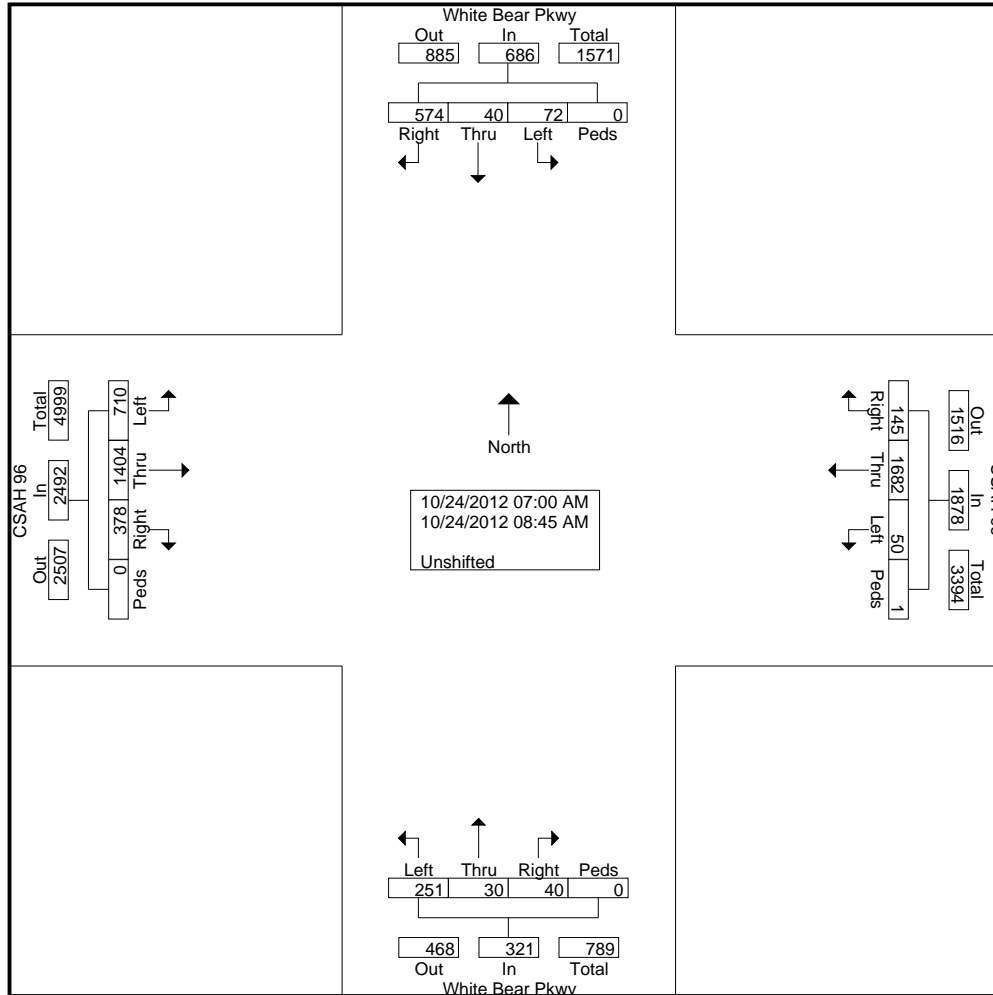 White Bear Pkwy
Out In Total
885 686 1571
574 40 72 0
Right Thru Left Peds
CSAH 96
Total In Out
4999 2492 2507
710 1404 378 0
Left Thru Right Peds
North
10/24/2012 07:00 AM
10/24/2012 08:45 AM
Unshifted
Right Thru Left Peds
145 1682 50 1
Out In Total
1516 1878 3394
Left Thru Right Peds
251 30 40 0
468 321 789
Out In Total
White Bear Pkwy